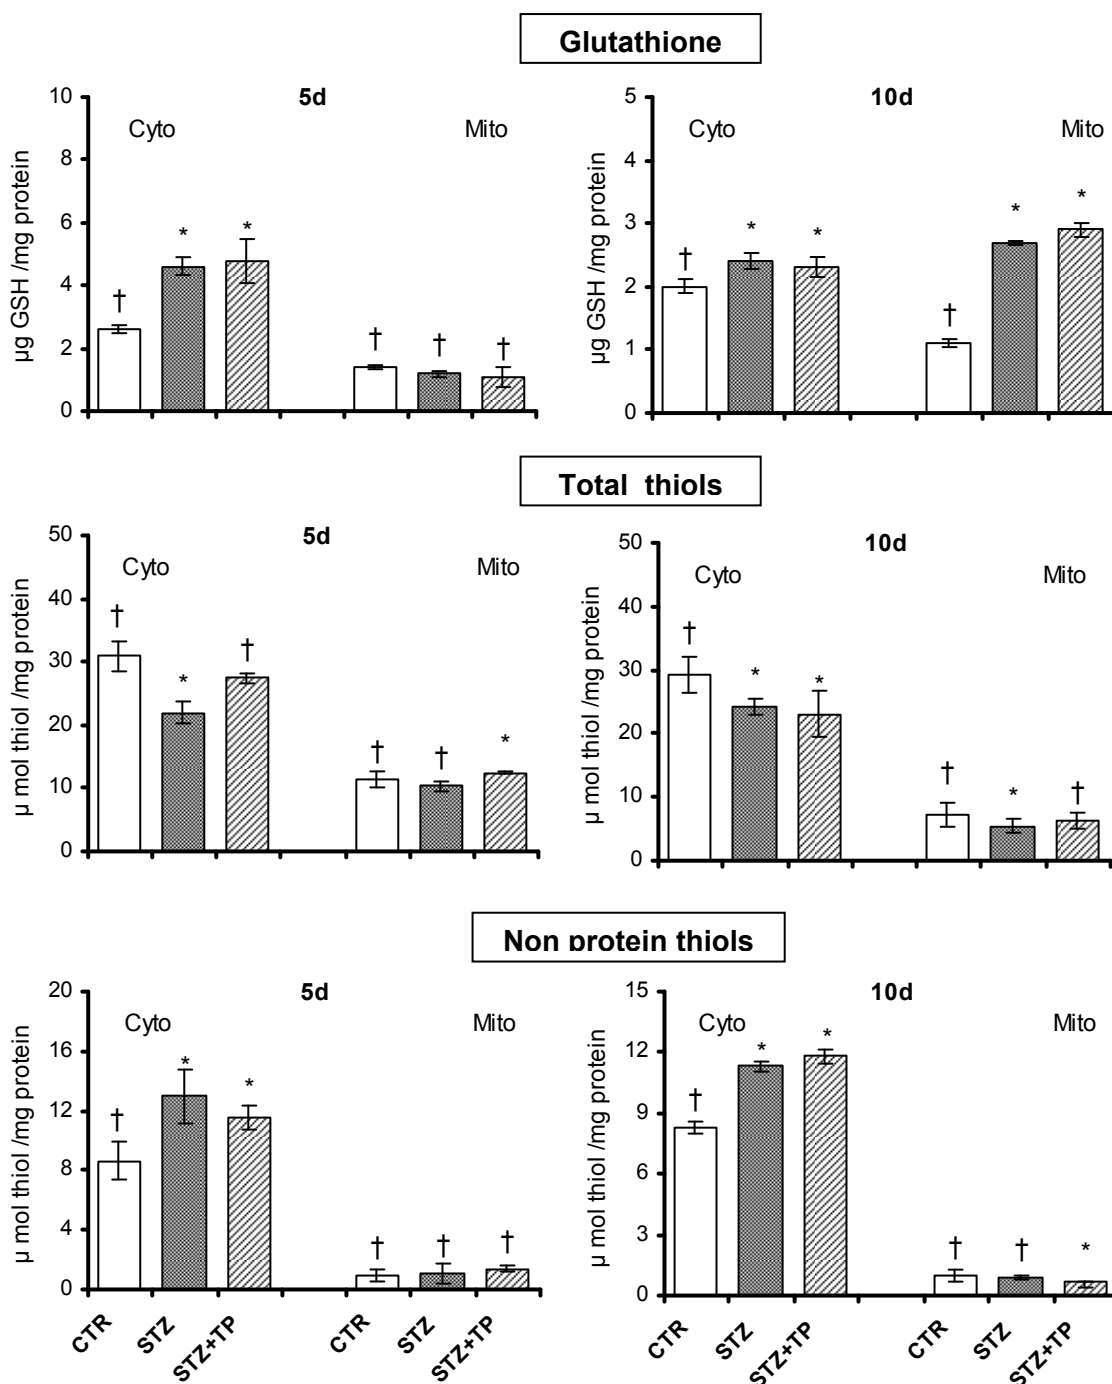 Glutathione
5d
Cyto
Mito
µg GSH /mg protein
10
8
6
4
2
0
*
*
†
†
†
†
10d
Cyto
Mito
µg GSH /mg protein
5
4
3
2
1
0
†
*
*
†
*
*
Total thiols
5d
Cyto
Mito
µ mol thiol /mg protein
50
40
30
20
10
0
†
*
†
†
†
*
10d
Cyto
Mito
µ mol thiol /mg protein
50
40
30
20
10
0
†
*
*
†
*
†
Non protein thiols
5d
Cyto
Mito
µ mol thiol /mg protein
20
16
12
8
4
0
†
*
*
†
†
†
CTR
STZ
STZ+TP
CTR
STZ
STZ+TP
10d
Cyto
Mito
µ mol thiol /mg protein
15
12
9
6
3
0
†
*
*
†
†
*
CTR
STZ
STZ+TP
CTR
STZ
STZ+TP